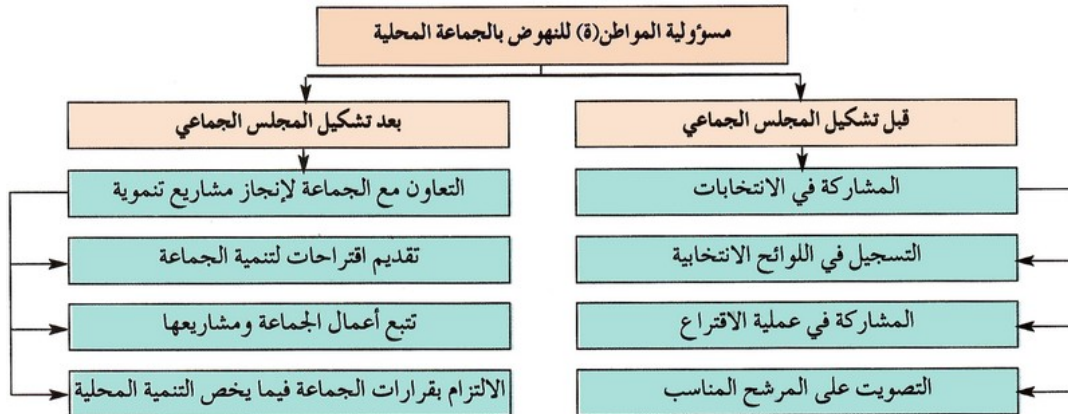 مسؤولية المواطن(ة) للنهوض بالجماعة المحلية
قبل تشكيل المجلس الجماعي
المشاركة في الانتخابات
التسجيل في اللوائح الانتخابية
المشاركة في عملية الاقتراع
التصويت على المرشح المناسب
بعد تشكيل المجلس الجماعي
التعاون مع الجماعة لإنجاز مشاريع تنموية
تقديم اقتراحات لتنمية الجماعة
تتبع أعمال الجماعة ومشاريعها
الالتزام بقرارات الجماعة فيما يخص التنمية المحلية